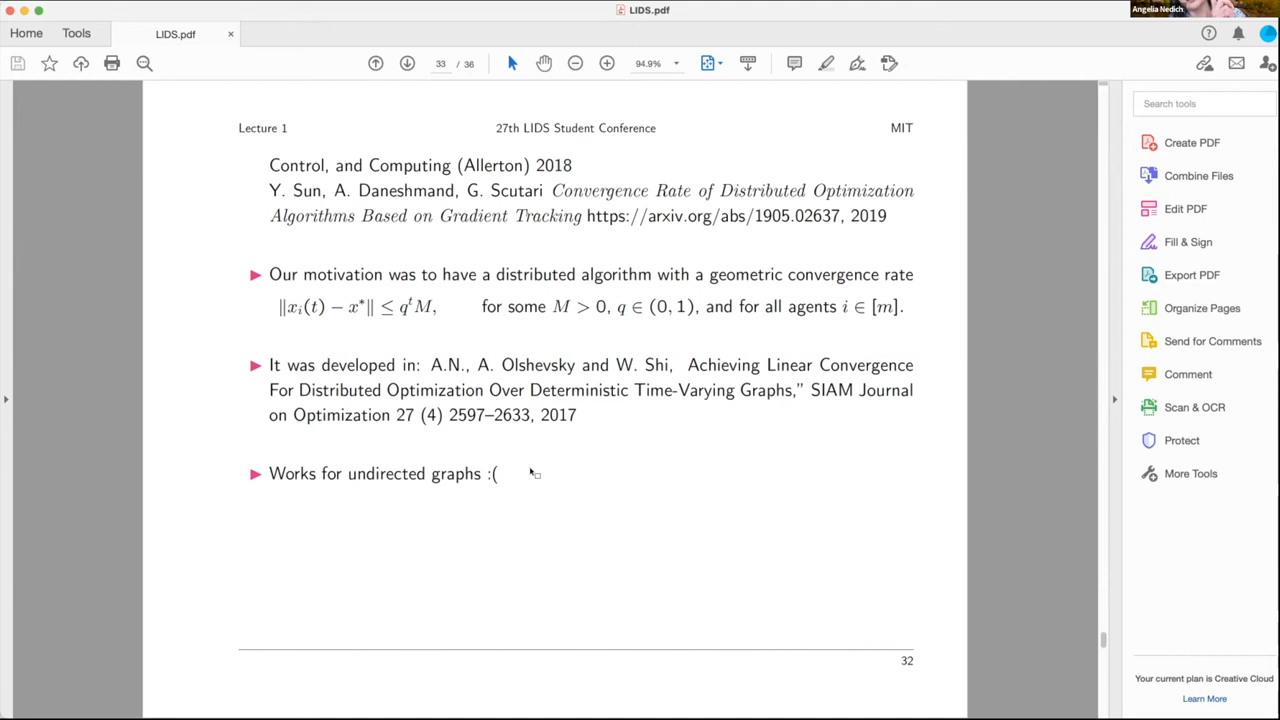 LIDS.pdf
Angelia Nedich
Home Tools LIDS.pdf ×
33 / 36 94.9%
Search tools
Create PDF
Combine Files
Edit PDF
Fill & Sign
Export PDF
Organize Pages
Send for Comments
Comment
Scan & OCR
Protect
More Tools
Your current plan is Creative Cloud
Learn More
Lecture 1 27th LIDS Student Conference MIT
Control, and Computing (Allerton) 2018
Y. Sun, A. Daneshmand, G. Scutari Convergence Rate of Distributed Optimization
Algorithms Based on Gradient Tracking https://arxiv.org/abs/1905.02637, 2019
► Our motivation was to have a distributed algorithm with a geometric convergence rate
‖xᵢ(t) − x*‖ ≤ qᵗM, for some M > 0, q ∈ (0, 1), and for all agents i ∈ [m].
► It was developed in: A.N., A. Olshevsky and W. Shi, Achieving Linear Convergence
For Distributed Optimization Over Deterministic Time-Varying Graphs,” SIAM Journal
on Optimization 27 (4) 2597–2633, 2017
► Works for undirected graphs :(
32